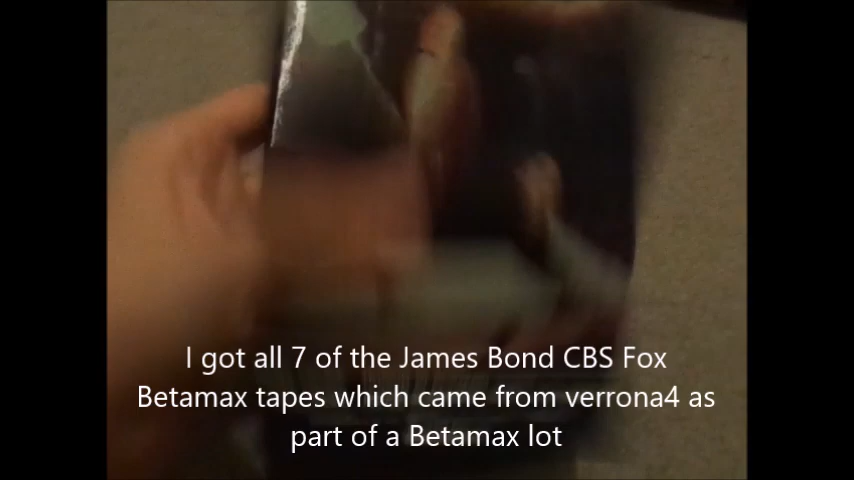 I got all 7 of the James Bond CBS Fox
Betamax tapes which came from verrona4 as
part of a Betamax lot